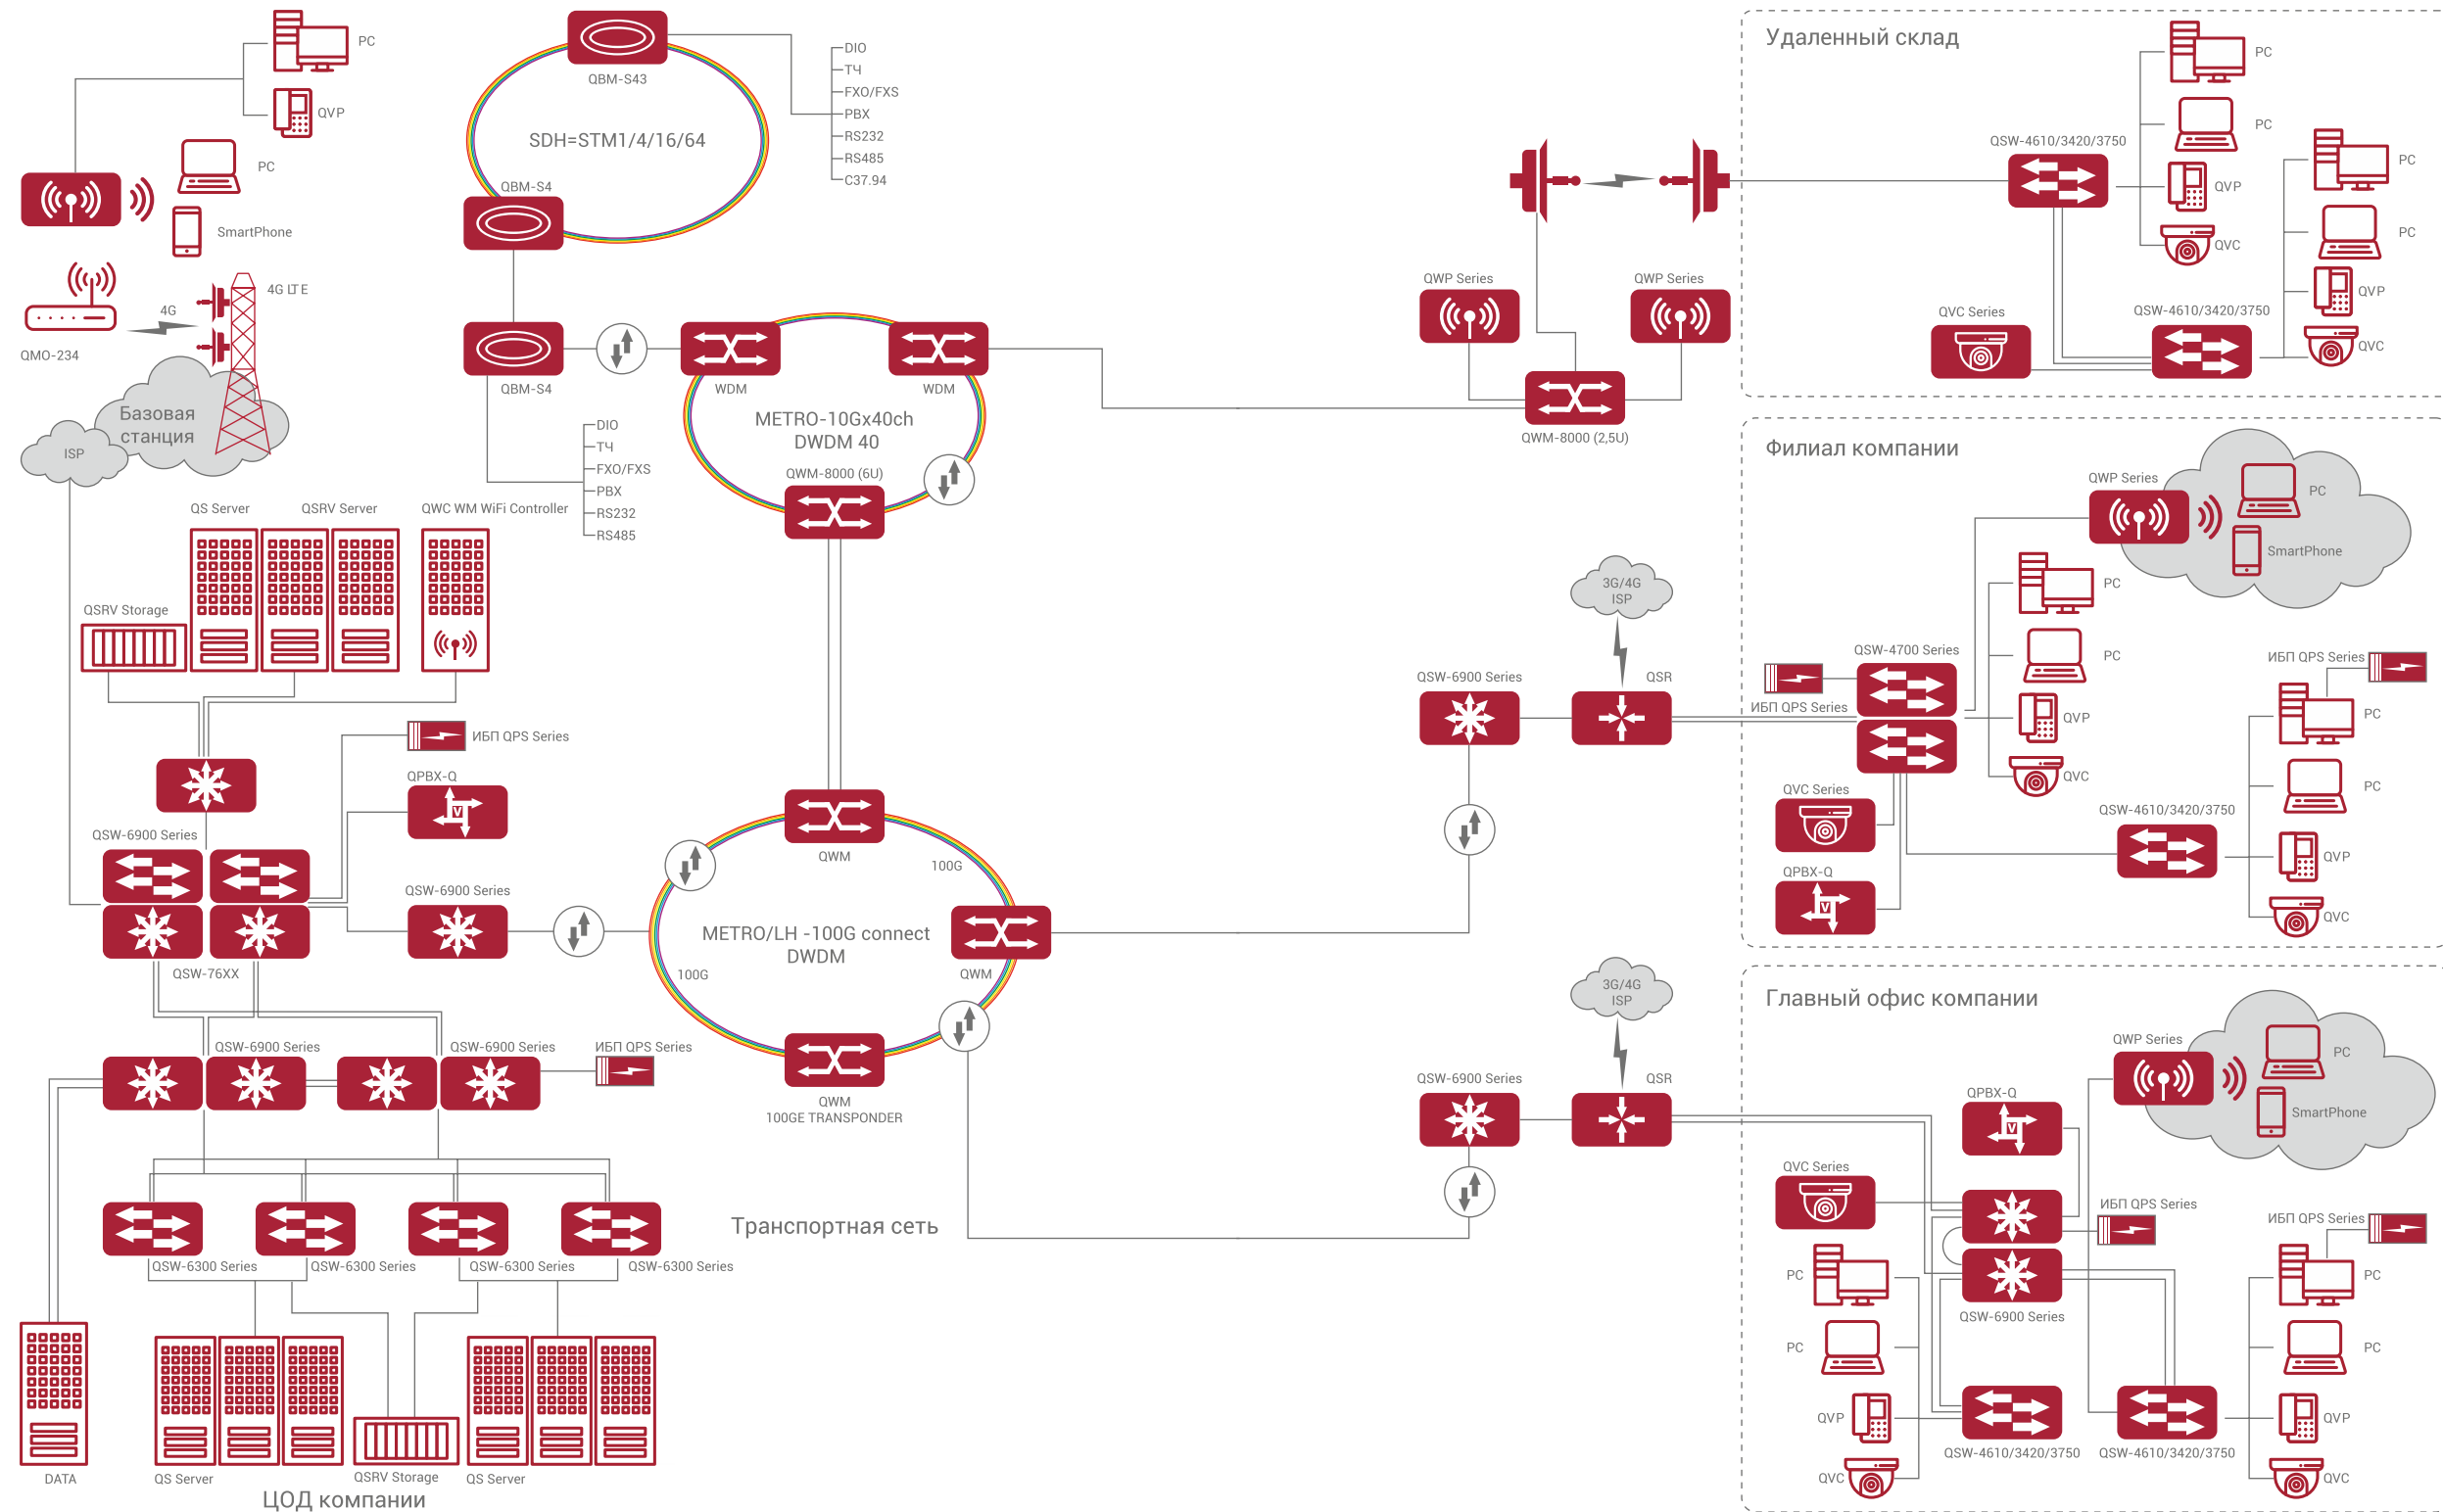 PC
QVP
PC
SmartPhone
4G
4G LTE
QMO-234
Базовая
станция
ISP
QBM-S43
SDH=STM1/4/16/64
DIO
ТЧ
FXO/FXS
PBX
RS232
RS485
C37.94
QBM-S4
QBM-S4
DIO
ТЧ
FXO/FXS
PBX
RS232
RS485
WDM
WDM
METRO-10Gx40ch
DWDM 40
QWM-8000 (6U)
QWP Series
QWP Series
QWM-8000 (2,5U)
QS Server
QSRV Server
QWC WM WiFi Controller
QSRV Storage
ИБП QPS Series
QPBX-Q
V
QSW-6900 Series
QSW-6900 Series
QSW-76XX
QWM
100G
METRO/LH -100G connect
DWDM
100G
QWM
QWM
100GE TRANSPONDER
QSW-6900 Series
QSW-6900 Series
ИБП QPS Series
QSW-6300 Series
QSW-6300 Series
QSW-6300 Series
QSW-6300 Series
DATA
QS Server
QSRV Storage
QS Server
ЦОД компании
Транспортная сеть
3G/4G
ISP
QSW-6900 Series
QSR
3G/4G
ISP
QSW-6900 Series
QSR
Удаленный склад
PC
QSW-4610/3420/3750
PC
QVP
QVC
PC
PC
QVP
QVC
QVC Series
QSW-4610/3420/3750
Филиал компании
QWP Series
PC
SmartPhone
PC
PC
QVP
QVC
QSW-4700 Series
ИБП QPS Series
QVC Series
QPBX-Q
V
QSW-4610/3420/3750
ИБП QPS Series
PC
PC
QVP
QVC
Главный офис компании
QWP Series
PC
SmartPhone
QPBX-Q
V
QVC Series
ИБП QPS Series
QSW-6900 Series
PC
PC
QVP
QVC
QSW-4610/3420/3750
QSW-4610/3420/3750
ИБП QPS Series
PC
PC
QVP
QVC